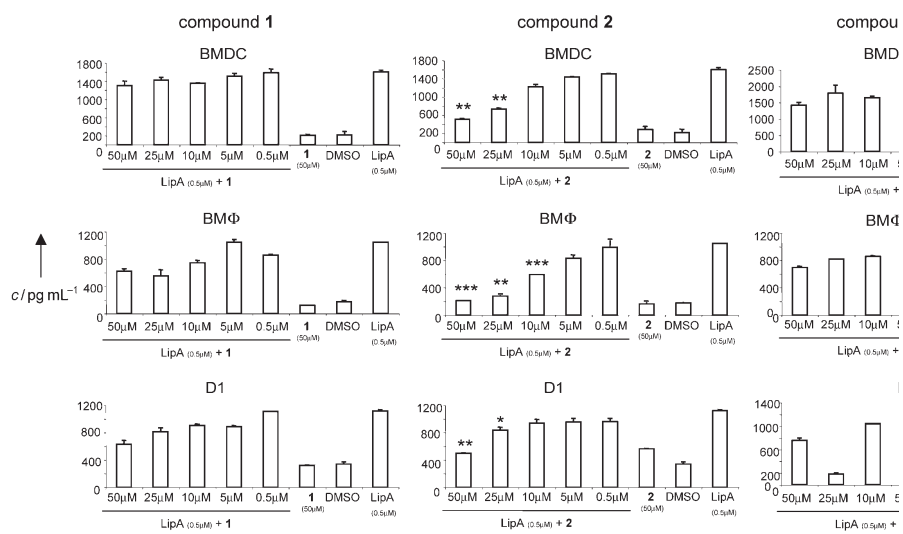 compound 1 compound 2 compou
BMDC BMDC BMD
1800 1800 2500
1400 1400 2000
1000 1000 1500
600 600 1000
200 200 500
0 0 0
** **
50μM 25μM 10μM 5μM 0.5μM 1 DMSO LipA 50μM 25μM 10μM 5μM 0.5μM 2 DMSO LipA 50μM 25μM 10μM 5
(50μM) (0.5μM) (50μM) (0.5μM)
LipA (0.5μM) + 1 LipA (0.5μM) + 2 LipA (0.5μM) +
BMΦ BMΦ BMΦ
c / pg mL–1
1200 1200 1200
800 800 800
400 400 400
0 0 0
*** ** ***
50μM 25μM 10μM 5μM 0.5μM 1 DMSO LipA 50μM 25μM 10μM 5μM 0.5μM 2 DMSO LipA 50μM 25μM 10μM 5
(50μM) (0.5μM) (50μM) (0.5μM)
LipA (0.5μM) + 1 LipA (0.5μM) + 2 LipA (0.5μM) +
D1 D1
1200 1200 1400
800 800 1000
400 400 600
0 0 200
0
** *
50μM 25μM 10μM 5μM 0.5μM 1 DMSO LipA 50μM 25μM 10μM 5μM 0.5μM 2 DMSO LipA 50μM 25μM 10μM 5
(50μM) (0.5μM) (50μM) (0.5μM)
LipA (0.5μM) + 1 LipA (0.5μM) + 2 LipA (0.5μM) +